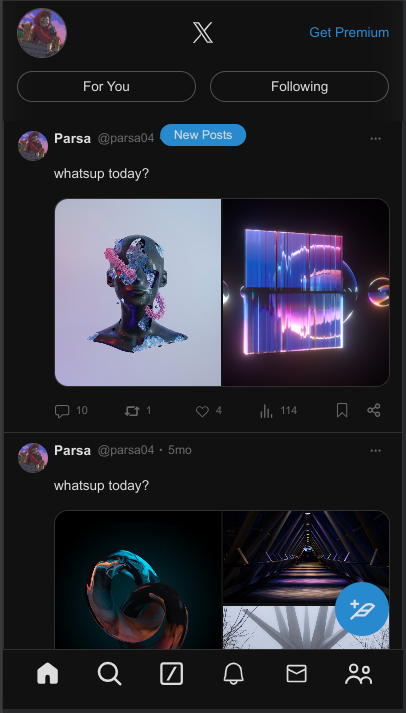 𝕏
Get Premium
For You
Following
New Posts
Parsa @parsa04
whatsup today?
10 1 4 114
Parsa @parsa04 · 5mo
whatsup today?